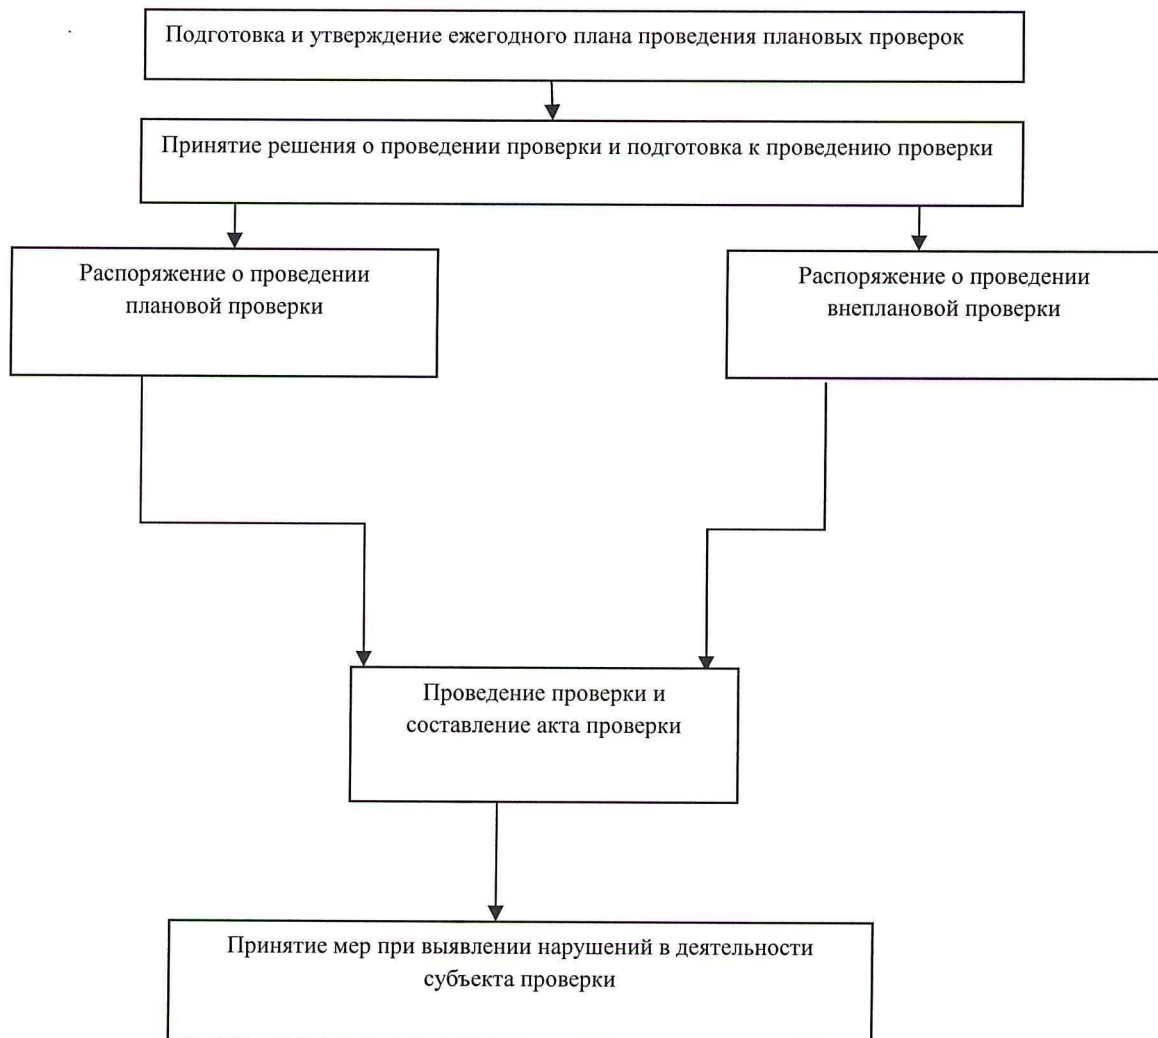 Подготовка и утверждение ежегодного плана проведения плановых проверок
Принятие решения о проведении проверки и подготовка к проведению проверки
Распоряжение о проведении
плановой проверки
Распоряжение о проведении
внеплановой проверки
Проведение проверки и
составление акта проверки
Принятие мер при выявлении нарушений в деятельности
субъекта проверки